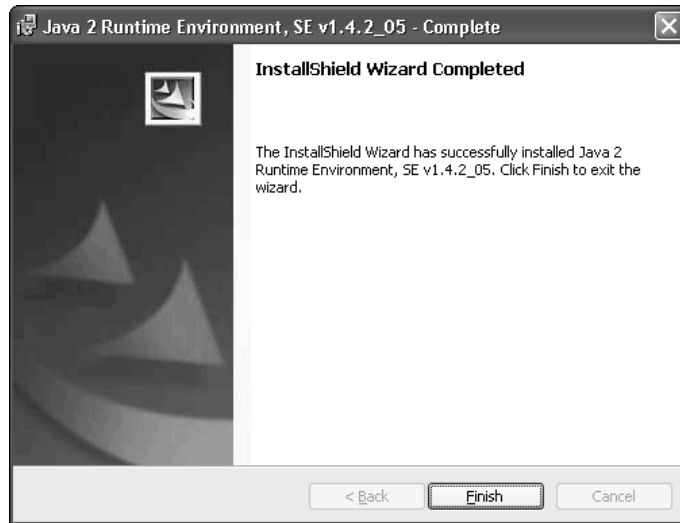 Java 2 Runtime Environment, SE v1.4.2_05 - Complete
InstallShield Wizard Completed
The InstallShield Wizard has successfully installed Java 2
Runtime Environment, SE v1.4.2_05. Click Finish to exit the
wizard.
< Back
Finish
Cancel